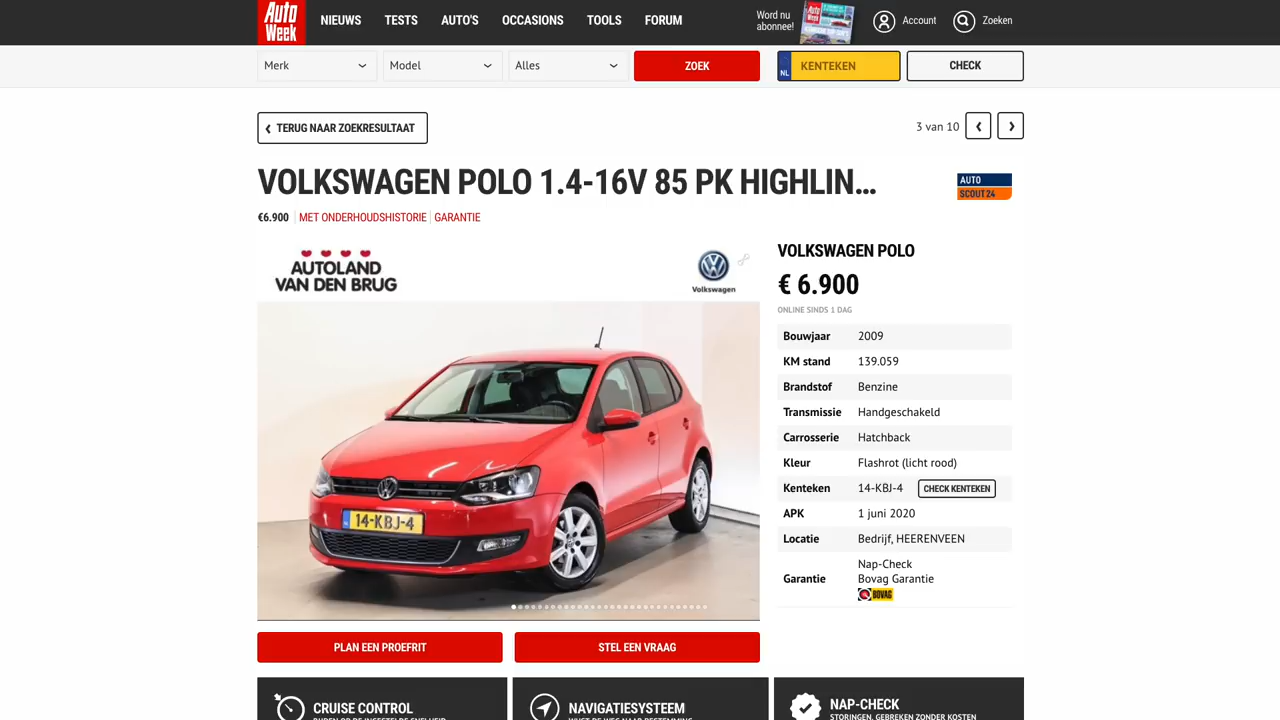 Auto
Week
NIEUWS
TESTS
AUTO'S
OCCASIONS
TOOLS
FORUM
Word nu
abonnee!
Account
Zoeken
Merk
Model
Alles
ZOEK
NL
KENTEKEN
CHECK
TERUG NAAR ZOEKRESULTAAT
3 van 10
VOLKSWAGEN POLO 1.4-16V 85 PK HIGHLIN...
AUTO
SCOUT 24
€6.900 MET ONDERHOUDSHISTORIE GARANTIE
AUTOLAND
VAN DEN BRUG
Volkswagen
14-KBJ-4
VOLKSWAGEN POLO
€ 6.900
ONLINE SINDS 1 DAG
Bouwjaar 2009
KM stand 139.059
Brandstof Benzine
Transmissie Handgeschakeld
Carrosserie Hatchback
Kleur Flashrot (licht rood)
Kenteken 14-KBJ-4 CHECK KENTEKEN
APK 1 juni 2020
Locatie Bedrijf, HEERENVEEN
Garantie Nap-Check
Bovag Garantie
BOVAG
PLAN EEN PROEFRIT
STEL EEN VRAAG
CRUISE CONTROL
NAVIGATIESYSTEEM
NAP-CHECK
STORINGEN, GEBREKEN ZONDER KOSTEN